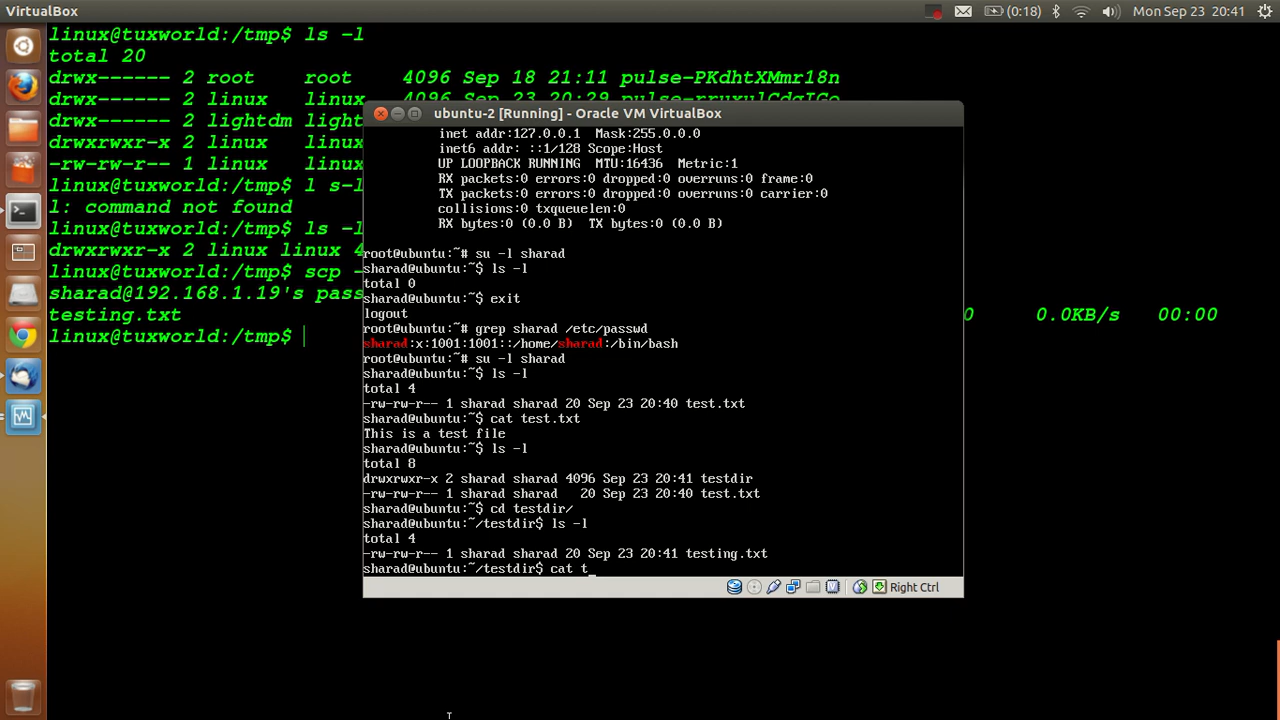 VirtualBox
(0:18)
Mon Sep 23 20:41
linux@tuxworld:/tmp$ ls -l
total 20
drwx------ 2 root root 4096 Sep 18 21:11 pulse-PKdhtXMmr18n
drwx------ 2 linux linux 4096 Sep 23 20:29
drwx------ 2 lightdm light
drwxrwxr-x 2 linux linux
-rw-rw-r-- 1 linux linux
linux@tuxworld:/tmp$ l s-l
l: command not found
linux@tuxworld:/tmp$ ls -l
drwxrwxr-x 2 linux linux 4
linux@tuxworld:/tmp$ scp -
sharad@192.168.1.19's pass
testing.txt 0 0.0KB/s 00:00
linux@tuxworld:/tmp$
ubuntu-2 [Running] - Oracle VM VirtualBox
inet addr:127.0.0.1 Mask:255.0.0.0
inet6 addr: ::1/128 Scope:Host
UP LOOPBACK RUNNING MTU:16436 Metric:1
RX packets:0 errors:0 dropped:0 overruns:0 frame:0
TX packets:0 errors:0 dropped:0 overruns:0 carrier:0
collisions:0 txqueuelen:0
RX bytes:0 (0.0 B) TX bytes:0 (0.0 B)
root@ubuntu:~# su -l sharad
sharad@ubuntu:~$ ls -l
total 0
sharad@ubuntu:~$ exit
logout
root@ubuntu:~# grep sharad /etc/passwd
sharad:x:1001:1001::/home/sharad:/bin/bash
root@ubuntu:~# su -l sharad
sharad@ubuntu:~$ ls -l
total 4
-rw-rw-r-- 1 sharad sharad 20 Sep 23 20:40 test.txt
sharad@ubuntu:~$ cat test.txt
This is a test file
sharad@ubuntu:~$ ls -l
total 8
drwxrwxr-x 2 sharad sharad 4096 Sep 23 20:41 testdir
-rw-rw-r-- 1 sharad sharad 20 Sep 23 20:40 test.txt
sharad@ubuntu:~$ cd testdir/
sharad@ubuntu:~/testdir$ ls -l
total 4
-rw-rw-r-- 1 sharad sharad 20 Sep 23 20:41 testing.txt
sharad@ubuntu:~/testdir$ cat t_
Right Ctrl